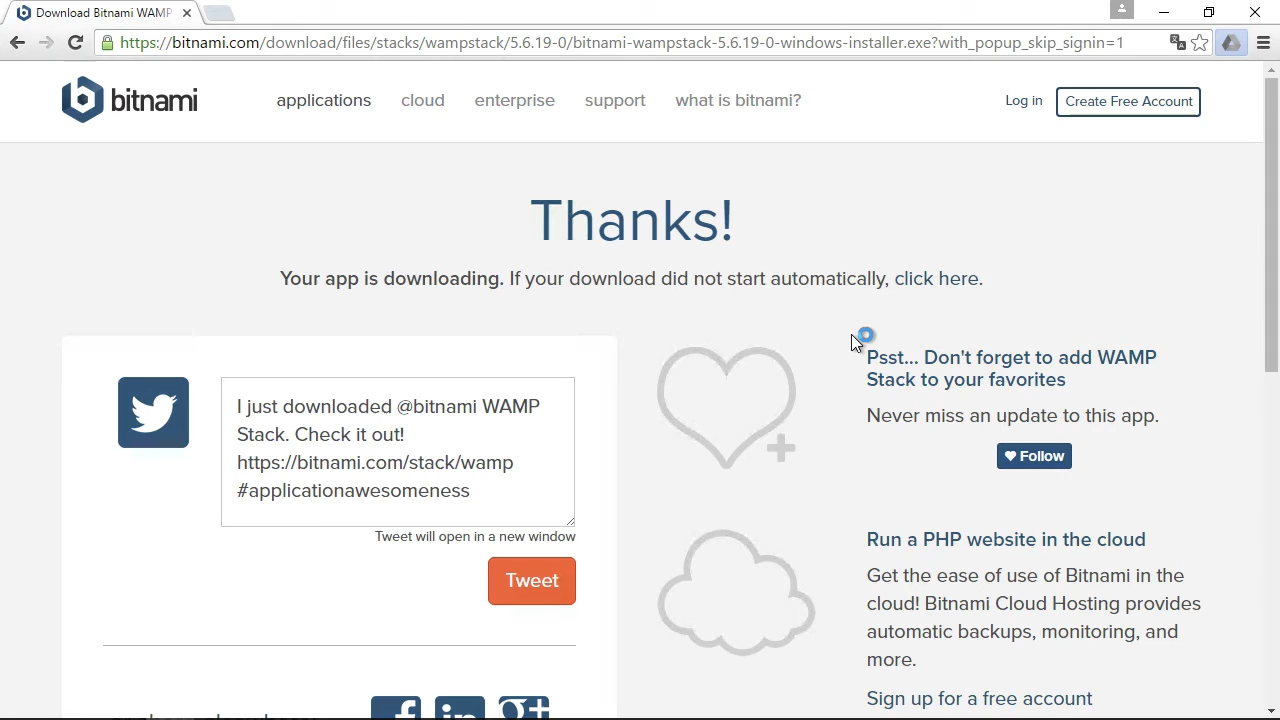 Download Bitnami WAMP
https://bitnami.com/download/files/stacks/wampstack/5.6.19-0/bitnami-wampstack-5.6.19-0-windows-installer.exe?with_popup_skip_signin=1
bitnami
applications
cloud
enterprise
support
what is bitnami?
Log in
Create Free Account
Thanks!
Your app is downloading. If your download did not start automatically, click here.
I just downloaded @bitnami WAMP
Stack. Check it out!
https://bitnami.com/stack/wamp
#applicationawesomeness
Tweet will open in a new window
Tweet
Psst... Don't forget to add WAMP
Stack to your favorites
Never miss an update to this app.
Follow
Run a PHP website in the cloud
Get the ease of use of Bitnami in the
cloud! Bitnami Cloud Hosting provides
automatic backups, monitoring, and
more.
Sign up for a free account